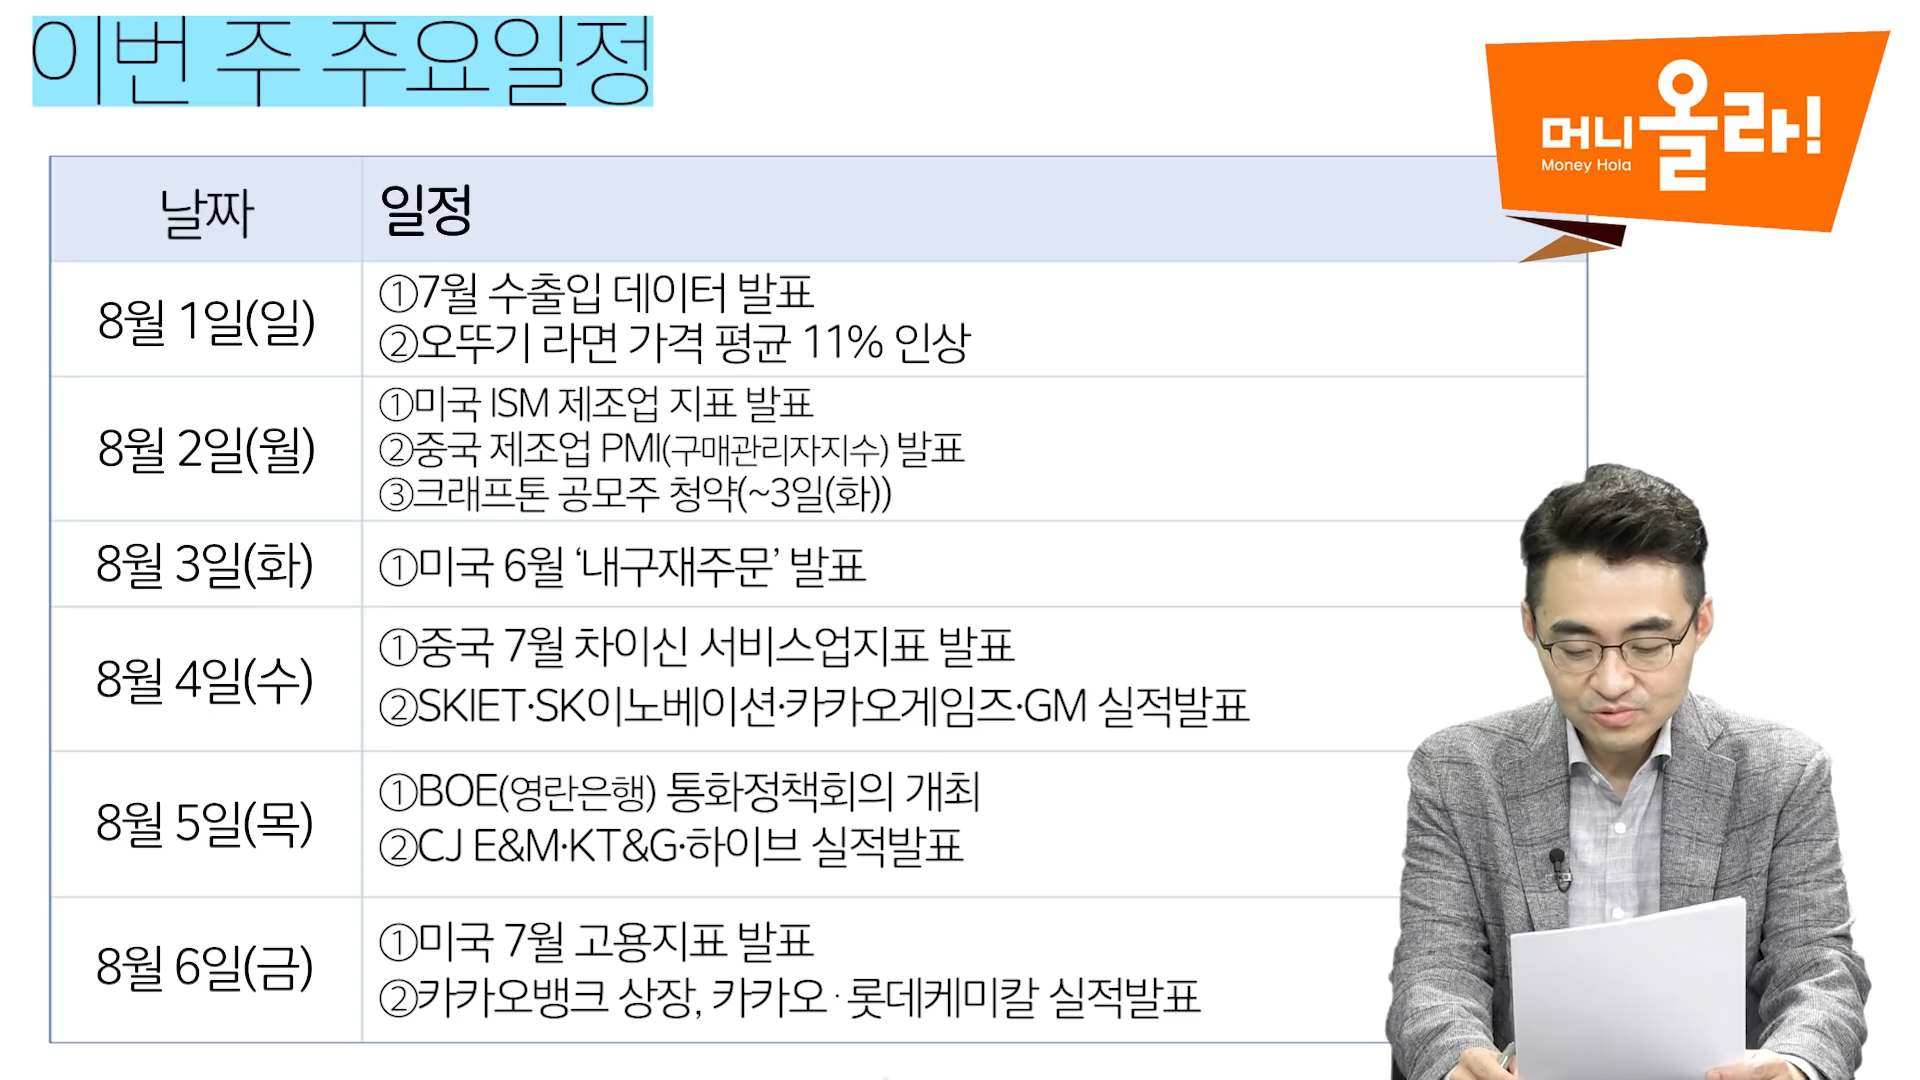 이번 주 주요일정
머니올라!
Money Hola
날짜 일정
8월 1일(일)
①7월 수출입 데이터 발표
②오뚜기 라면 가격 평균 11% 인상
8월 2일(월)
①미국 ISM 제조업 지표 발표
②중국 제조업 PMI(구매관리자지수) 발표
③크래프톤 공모주 청약(~3일(화))
8월 3일(화)
①미국 6월 ‘내구재주문’ 발표
8월 4일(수)
①중국 7월 차이신 서비스업지표 발표
②SKIET·SK이노베이션·카카오게임즈·GM 실적발표
8월 5일(목)
①BOE(영란은행) 통화정책회의 개최
②CJ E&M·KT&G·하이브 실적발표
8월 6일(금)
①미국 7월 고용지표 발표
②카카오뱅크 상장, 카카오·롯데케미칼 실적발표